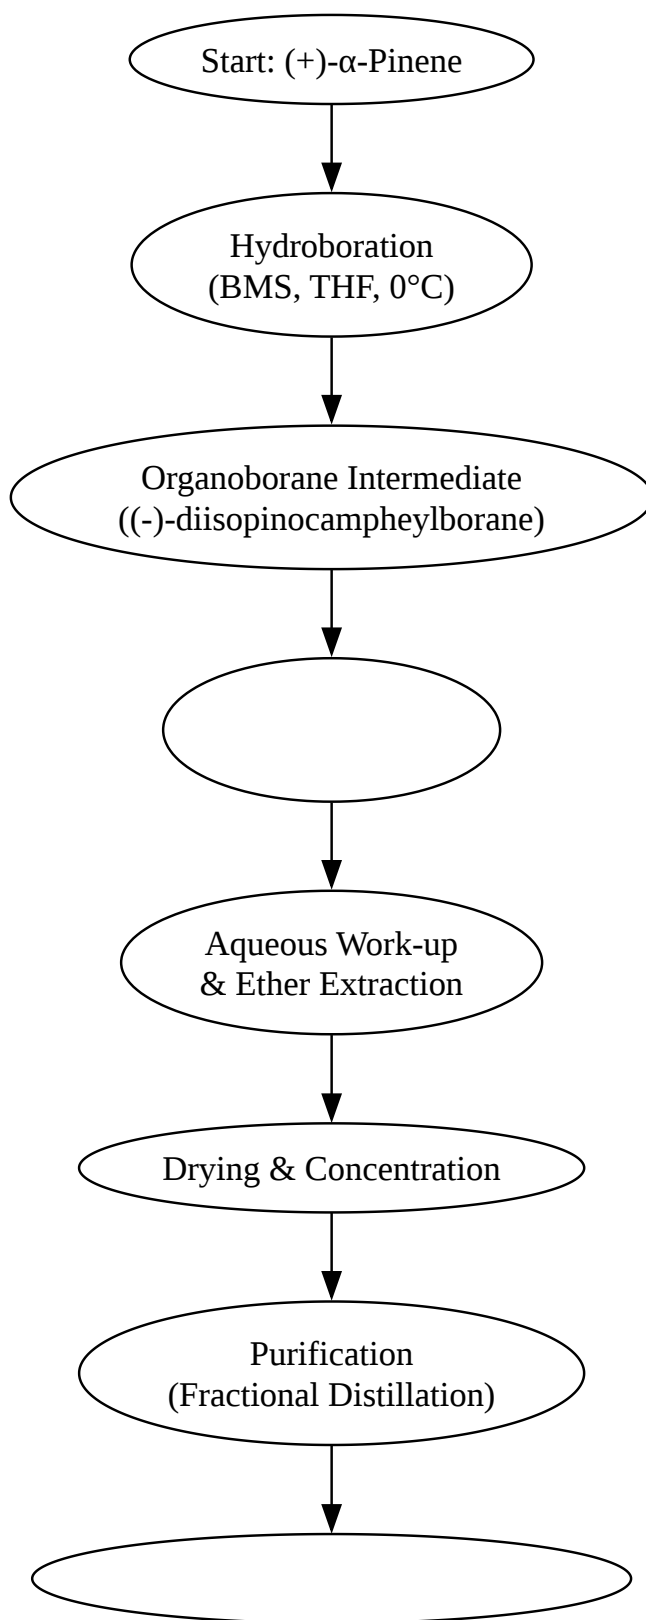 Start: (+)-α-Pinene
Hydroboration
(BMS, THF, 0°C)
Organoborane Intermediate
((-)-diisopinocampheylborane)
Aqueous Work-up
& Ether Extraction
Drying & Concentration
Purification
(Fractional Distillation)